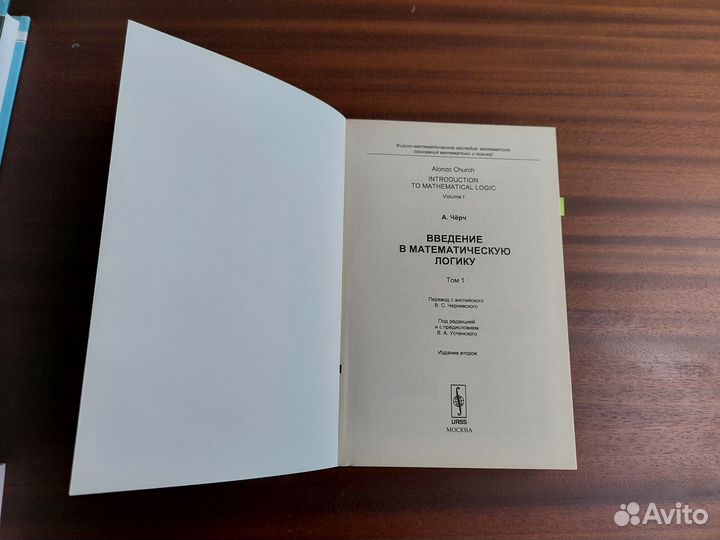 Физико-математическое наследие: математика
(основания математики и логика)
Alonzo Church
INTRODUCTION
TO MATHEMATICAL LOGIC
Volume I
А. Чёрч
ВВЕДЕНИЕ
В МАТЕМАТИЧЕСКУЮ
ЛОГИКУ
Том 1
Перевод с английского
В. С. Чернявского
Под редакцией
и с предисловием
В. А. Успенского
Издание второе
URSS
МОСКВА
Avito